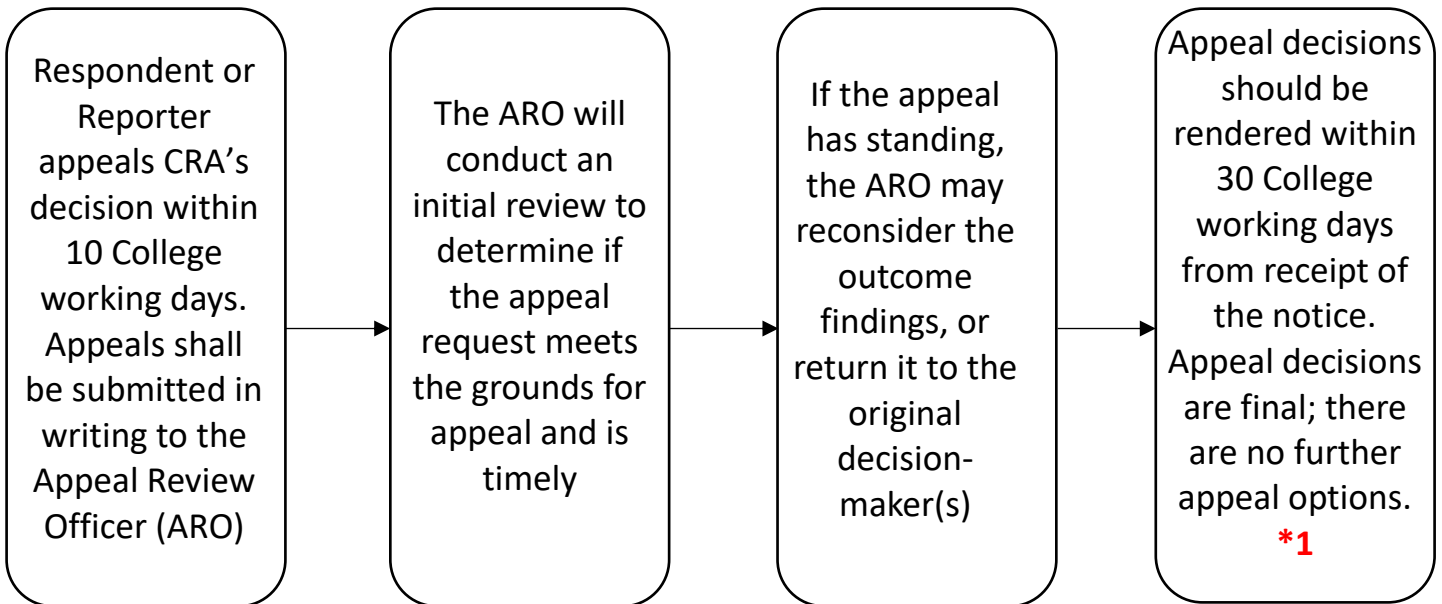 Respondent or
Reporter
appeals CRA’s
decision within
10 College
working days.
Appeals shall
be submitted in
writing to the
Appeal Review
Officer (ARO)
The ARO will
conduct an
initial review to
determine if
the appeal
request meets
the grounds for
appeal and is
timely
If the appeal
has standing,
the ARO may
reconsider the
outcome
findings, or
return it to the
original
decision-
maker(s)
Appeal decisions
should be
rendered within
30 College
working days
from receipt of
the notice.
Appeal decisions
are final; there
are no further
appeal options.
*1